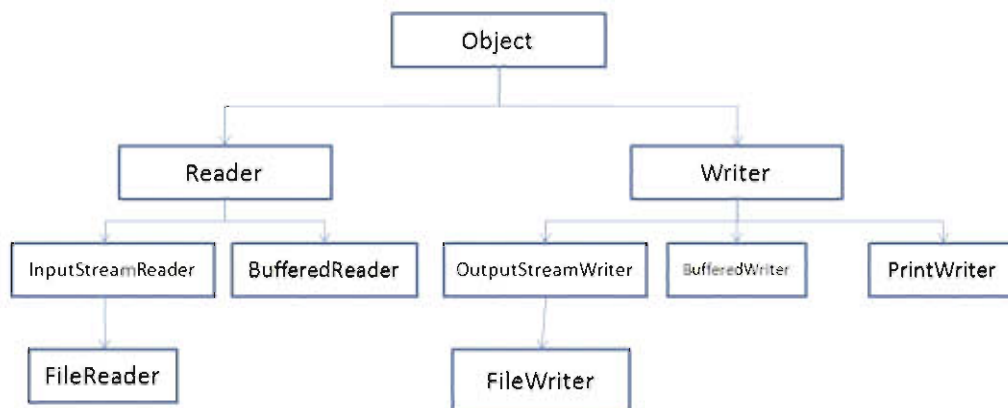 Object
Reader
Writer
InputStreamReader
BufferedReader
OutputStreamWriter
BufferedWriter
PrintWriter
FileReader
FileWriter